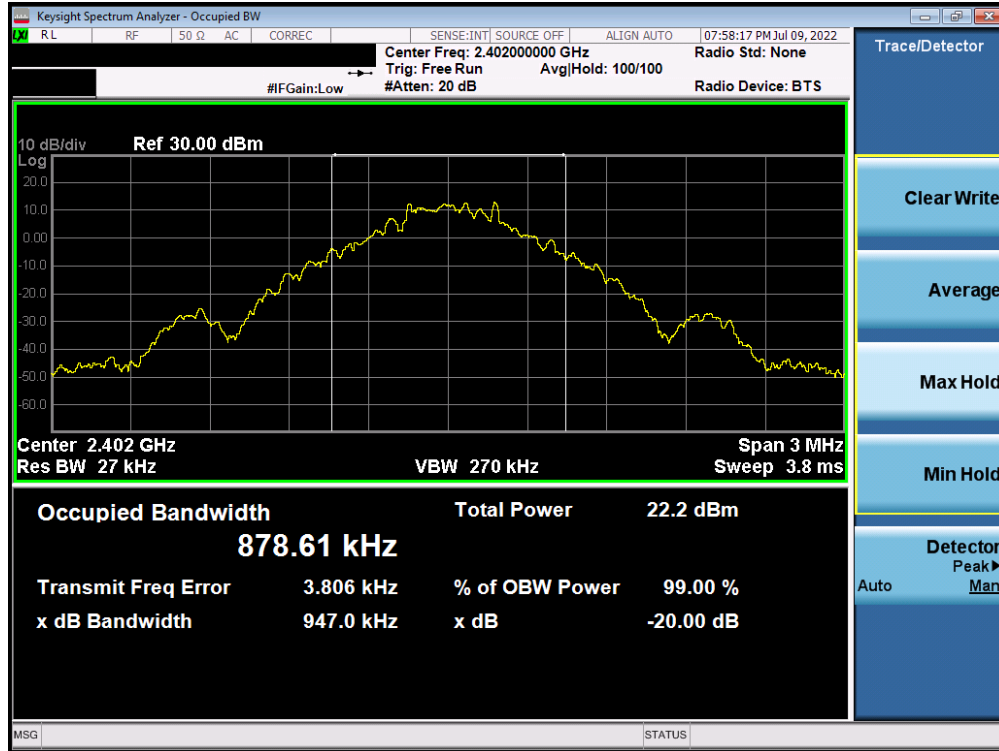 Keysight Spectrum Analyzer - Occupied BW
LXI RL RF 50 Ω AC CORREC SENSE:INT SOURCE OFF ALIGN AUTO 07:58:17 PM Jul 09, 2022
Center Freq: 2.402000000 GHz Radio Std: None
Trig: Free Run Avg|Hold: 100/100
#IFGain:Low #Atten: 20 dB Radio Device: BTS
Trace/Detector
10 dB/div Ref 30.00 dBm
Log
20.0
10.0
0.00
-10.0
-20.0
-30.0
-40.0
-50.0
-60.0
Center 2.402 GHz Span 3 MHz
Res BW 27 kHz VBW 270 kHz Sweep 3.8 ms
Occupied Bandwidth Total Power 22.2 dBm
878.61 kHz
Transmit Freq Error 3.806 kHz % of OBW Power 99.00 %
x dB Bandwidth 947.0 kHz x dB -20.00 dB
Clear Write
Average
Max Hold
Min Hold
Detector
Peak▶
Auto Man
MSG STATUS